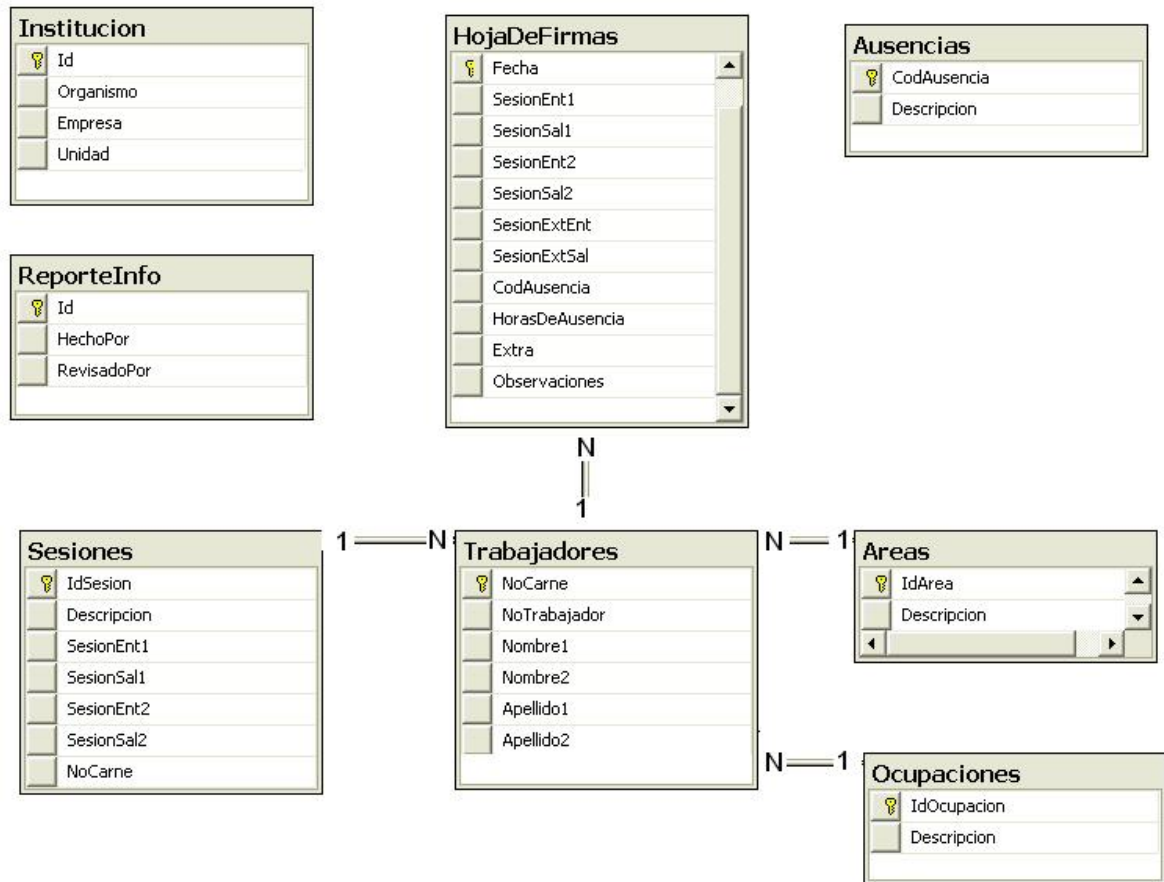 Institucion
Id
Organismo
Empresa
Unidad
HojaDeFirmas
Fecha
SesionEnt1
SesionSal1
SesionEnt2
SesionSal2
SesionExtEnt
SesionExtSal
CodAusencia
HorasDeAusencia
Extra
Observaciones
Ausencias
CodAusencia
Descripcion
ReporteInfo
Id
HechoPor
RevisadoPor
N
1
1
N
N
1
Sesiones
IdSesion
Descripcion
SesionEnt1
SesionSal1
SesionEnt2
SesionSal2
NoCarne
Trabajadores
NoCarne
NoTrabajador
Nombre1
Nombre2
Apellido1
Apellido2
Areas
IdArea
Descripcion
N
1
Ocupaciones
IdOcupacion
Descripcion